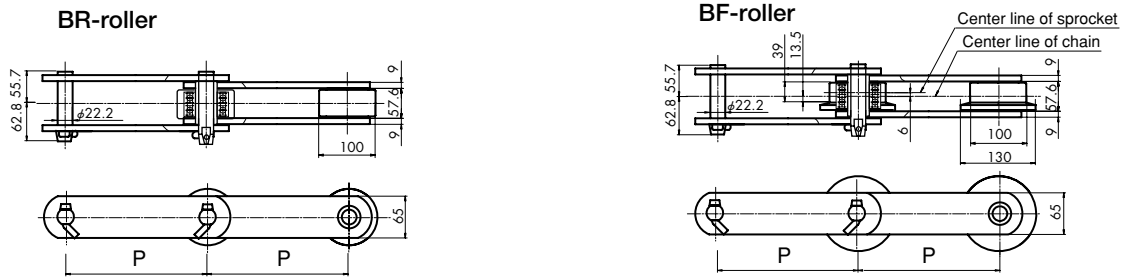 BR-roller
55.7
62.8
φ22.2
9
57.6
9
100
65
P
P
BF-roller
Center line of sprocket
Center line of chain
39
13.5
55.7
62.8
φ22.2
6
9
57.6
9
100
130
65
P
P